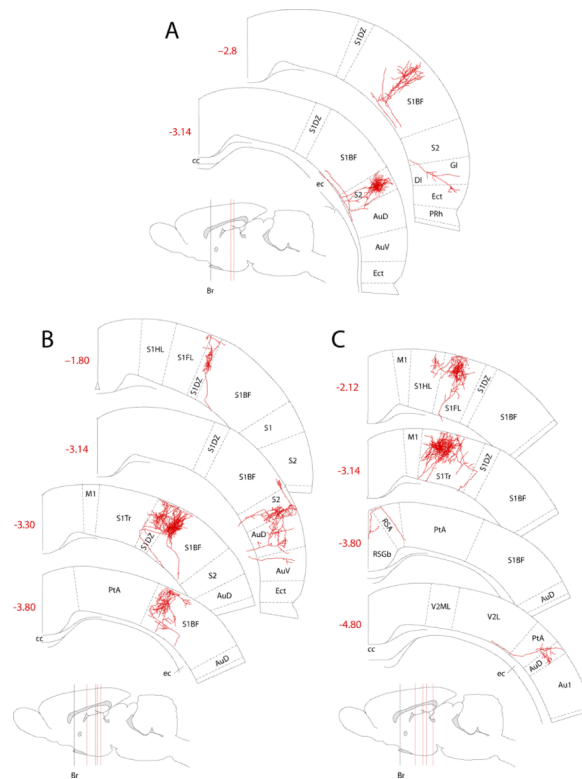 A
–2.8
S1DZ
S1BF
S2
GI
DI
Ect
PRh
-3.14
S1DZ
S1BF
S2
AuD
AuV
Ect
cc
ec
Br
B
–1.80
S1HL
S1FL
S1DZ
S1BF
S1
S2
-3.14
S1DZ
S1BF
S2
AuD
AuV
Ect
-3.30
M1
S1Tr
S1DZ
S1BF
S2
AuD
-3.80
PtA
S1BF
AuD
cc
ec
Br
C
-2.12
M1
S1HL
S1FL
S1DZ
S1BF
-3.14
M1
S1Tr
S1DZ
S1BF
-3.80
RSA
RSGb
PtA
S1BF
AuD
-4.80
V2ML
V2L
PtA
AuD
Au1
cc
ec
Br